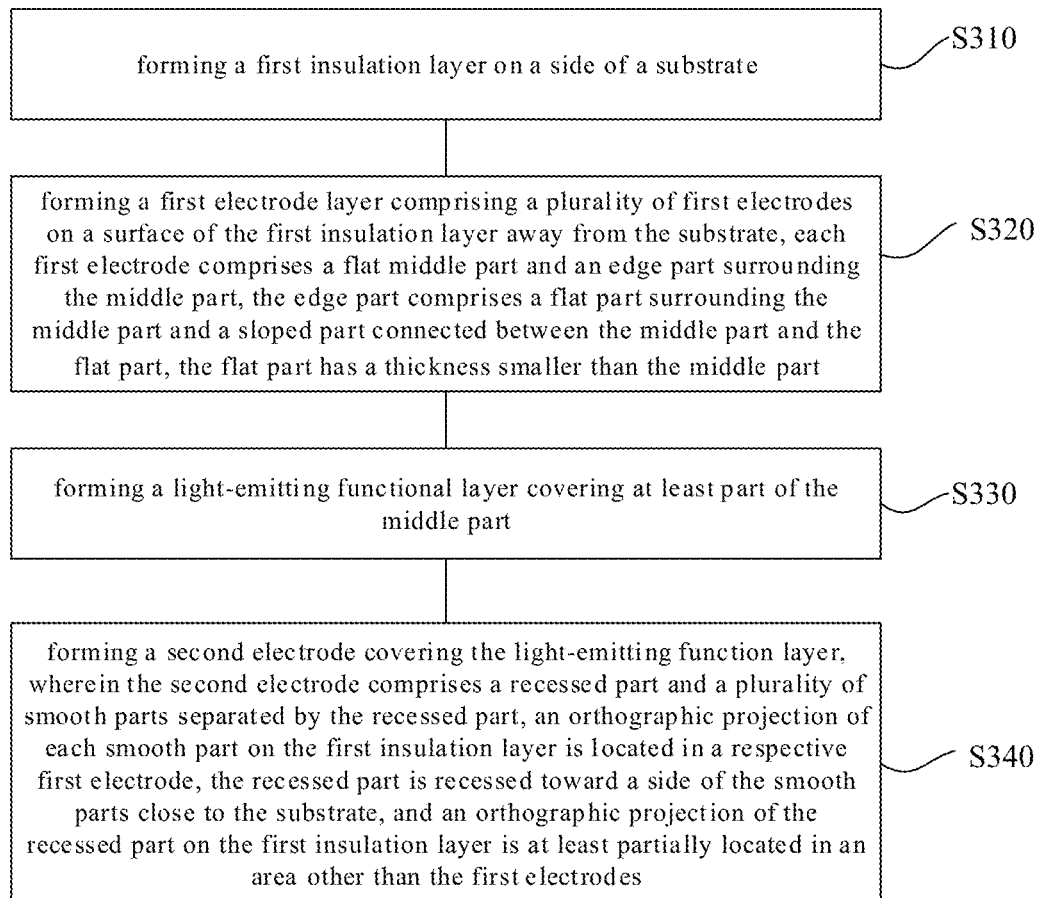 forming a first insulation layer on a side of a substrate
S310
forming a first electrode layer comprising a plurality of first electrodes
on a surface of the first insulation layer away from the substrate, each
first electrode comprises a flat middle part and an edge part surrounding
the middle part, the edge part comprises a flat part surrounding the
middle part and a sloped part connected between the middle part and the
flat part, the flat part has a thickness smaller than the middle part
S320
forming a light-emitting functional layer covering at least part of the
middle part
S330
forming a second electrode covering the light-emitting function layer,
wherein the second electrode comprises a recessed part and a plurality of
smooth parts separated by the recessed part, an orthographic projection of
each smooth part on the first insulation layer is located in a respective
first electrode, the recessed part is recessed toward a side of the smooth
parts close to the substrate, and an orthographic projection of the
recessed part on the first insulation layer is at least partially located in an
area other than the first electrodes
S340